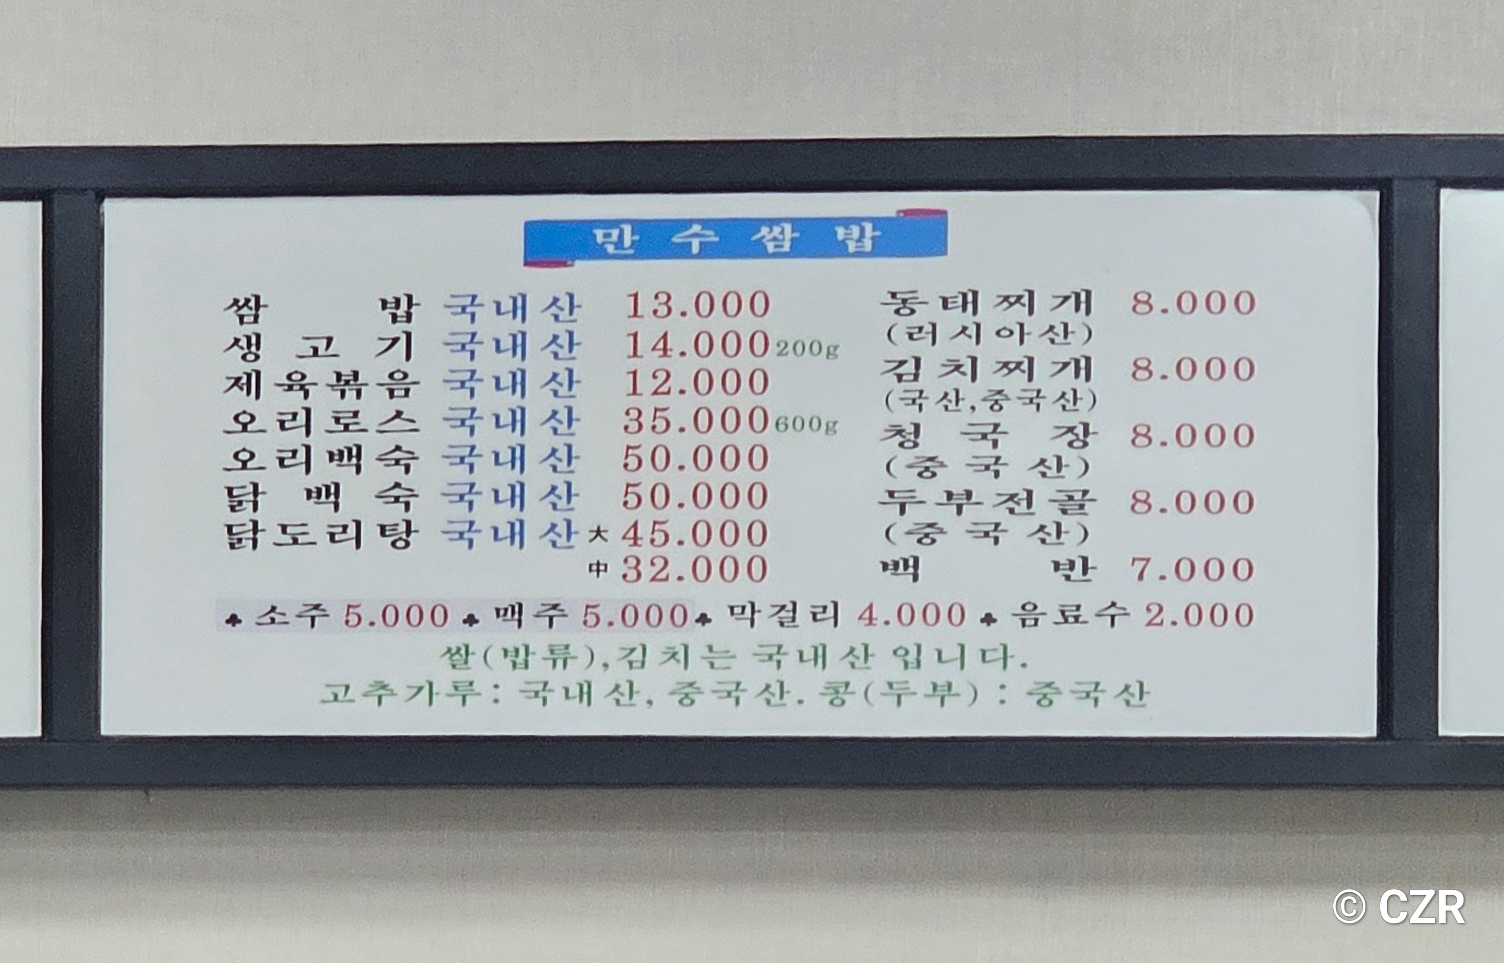 만수쌈밥
쌈밥 국내산 13.000
생고기 국내산 14.000 200g
제육볶음 국내산 12.000
오리로스 국내산 35.000 600g
오리백숙 국내산 50.000
닭백숙 국내산 50.000
닭도리탕 국내산 大 45.000
中 32.000
동태찌개 8.000
(러시아산)
김치찌개 8.000
(국산,중국산)
청국장 8.000
(중국산)
두부전골 8.000
(중국산)
백반 7.000
♣ 소주 5.000 ♣ 맥주 5.000 ♣ 막걸리 4.000 ♣ 음료수 2.000
쌀(밥류),김치는 국내산 입니다.
고추가루: 국내산, 중국산. 콩(두부) : 중국산
© CZR